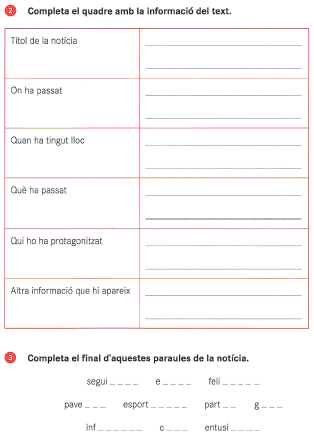 2 Completa el quadre amb la informació del text.
Títol de la notícia
On ha passat
Quan ha tingut lloc
Què ha passat
Qui ho ha protagonitzat
Altra informació que hi apareix
3 Completa el final d'aquestes paraules de la notícia.
segui _ _ _ _ e _ _ _ _ feli _ _ _ _ _
pave _ _ _ esport _ _ _ _ _ part _ _ g _ _ _
inf _ _ _ _ _ _ c _ _ _ entusi _ _ _ _